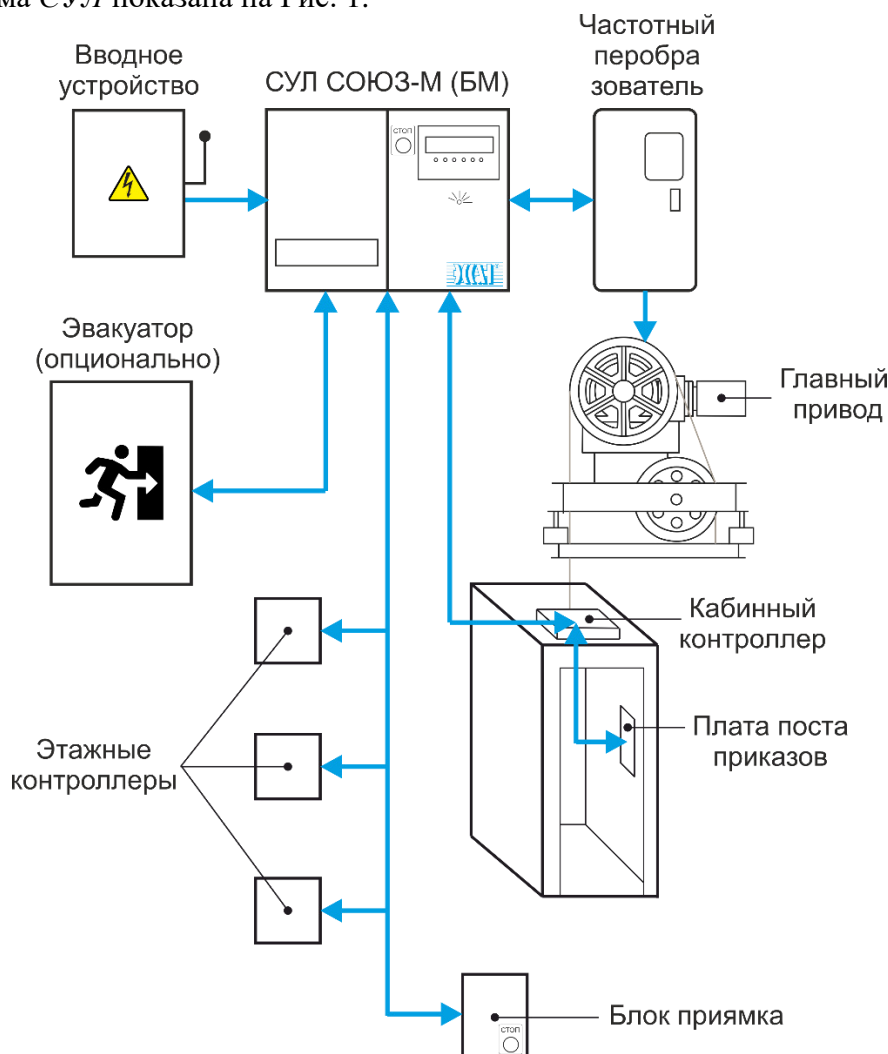 ма СУЛ показана на Рис. 1.
Частотный
перобра
зователь
Вводное
устройство
СУЛ СОЮЗ-М (БМ)
СТОП
ЭССАН
Эвакуатор
(опционально)
Главный
привод
Кабинный
контроллер
Плата поста
приказов
Этажные
контроллеры
Блок приямка
СТОП